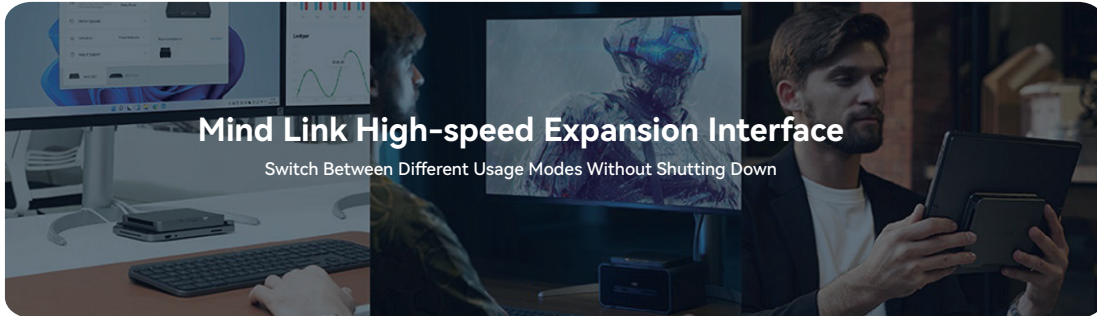 Mind Link High-speed Expansion Interface
Switch Between Different Usage Modes Without Shutting Down